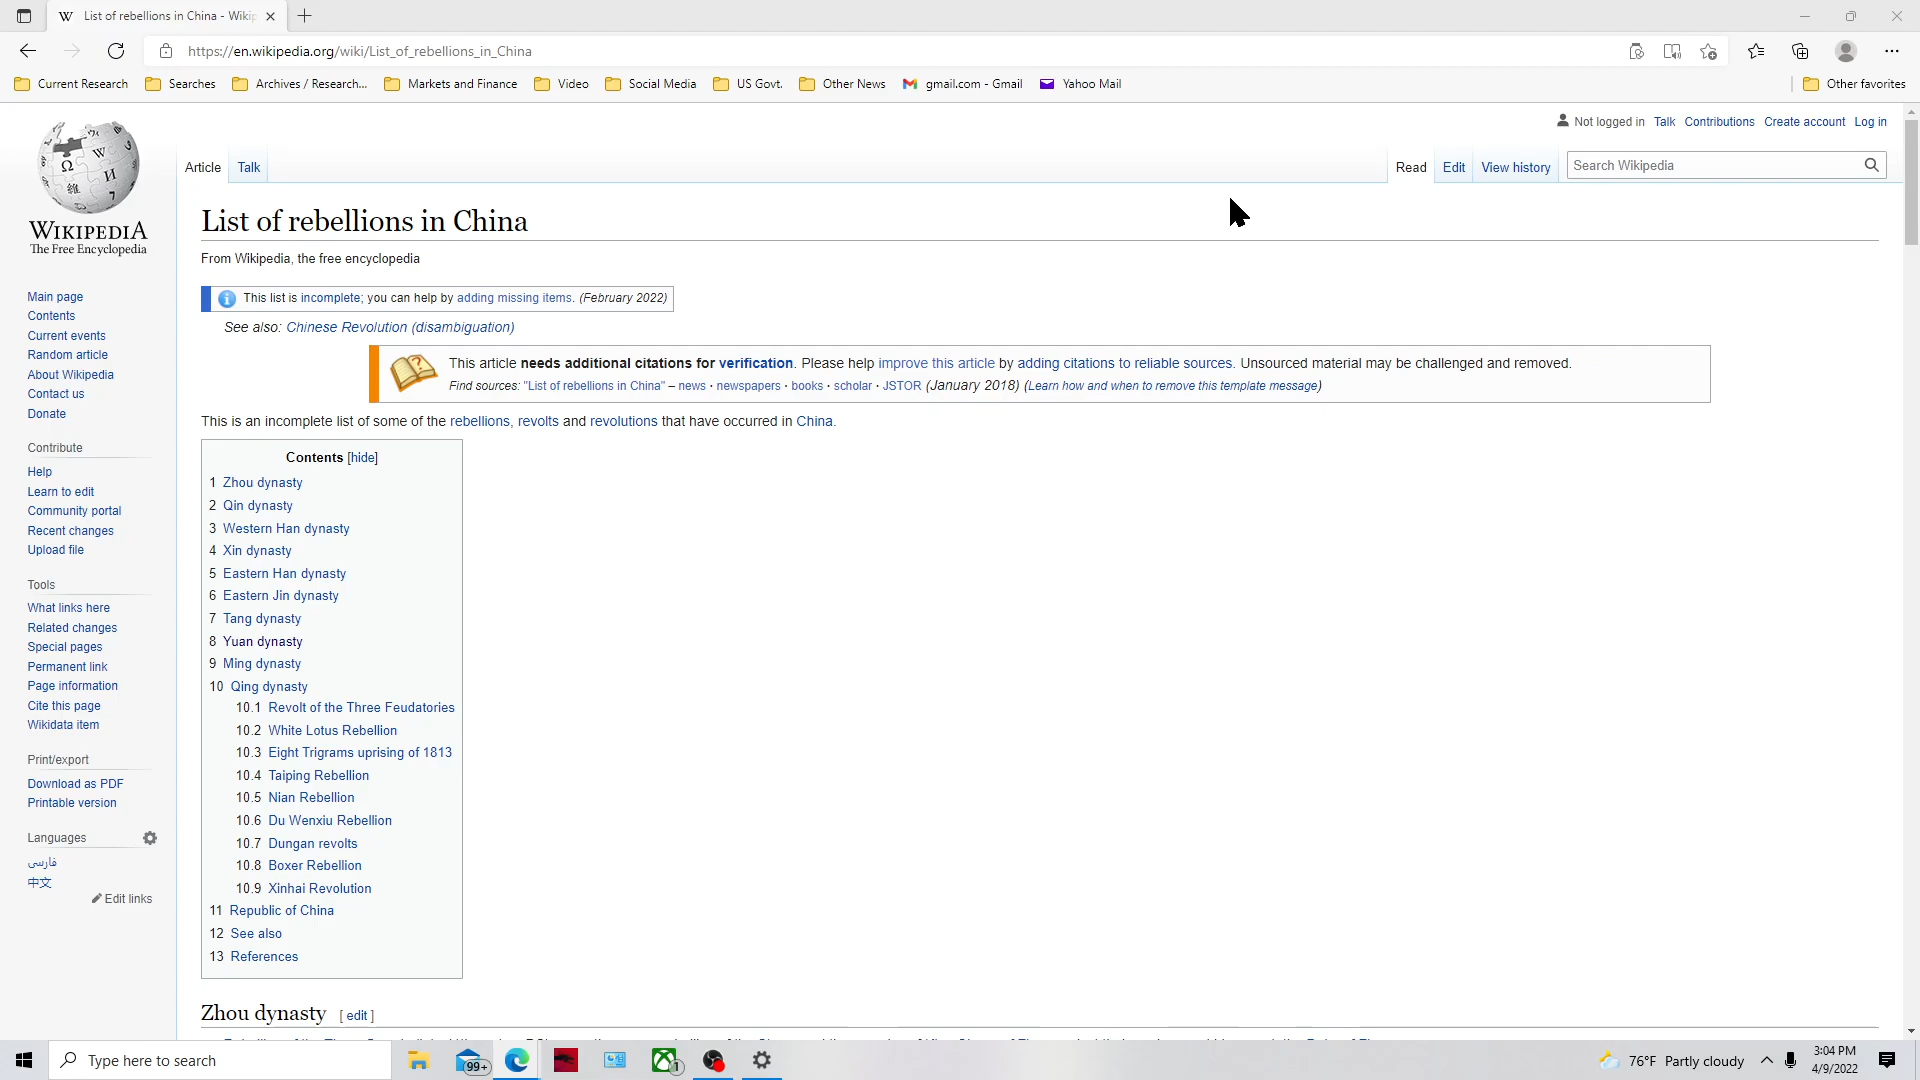 List of rebellions in China - Wikip
https://en.wikipedia.org/wiki/List_of_rebellions_in_China
Current Research Searches Archives / Research... Markets and Finance Video Social Media US Govt. Other News gmail.com - Gmail Yahoo Mail Other favorites
Not logged in Talk Contributions Create account Log in
Article Talk Read Edit View history Search Wikipedia
WIKIPEDIA
The Free Encyclopedia
Main page
Contents
Current events
Random article
About Wikipedia
Contact us
Donate
Contribute
Help
Learn to edit
Community portal
Recent changes
Upload file
Tools
What links here
Related changes
Special pages
Permanent link
Page information
Cite this page
Wikidata item
Print/export
Download as PDF
Printable version
Languages
فارسی
中文
Edit links
List of rebellions in China
From Wikipedia, the free encyclopedia
This list is incomplete; you can help by adding missing items. (February 2022)
See also: Chinese Revolution (disambiguation)
This article needs additional citations for verification. Please help improve this article by adding citations to reliable sources. Unsourced material may be challenged and removed.
Find sources: "List of rebellions in China" – news · newspapers · books · scholar · JSTOR (January 2018) (Learn how and when to remove this template message)
This is an incomplete list of some of the rebellions, revolts and revolutions that have occurred in China.
Contents [hide]
1 Zhou dynasty
2 Qin dynasty
3 Western Han dynasty
4 Xin dynasty
5 Eastern Han dynasty
6 Eastern Jin dynasty
7 Tang dynasty
8 Yuan dynasty
9 Ming dynasty
10 Qing dynasty
10.1 Revolt of the Three Feudatories
10.2 White Lotus Rebellion
10.3 Eight Trigrams uprising of 1813
10.4 Taiping Rebellion
10.5 Nian Rebellion
10.6 Du Wenxiu Rebellion
10.7 Dungan revolts
10.8 Boxer Rebellion
10.9 Xinhai Revolution
11 Republic of China
12 See also
13 References
Zhou dynasty [ edit ]
Type here to search 99+ 1 76°F Partly cloudy 3:04 PM
4/9/2022